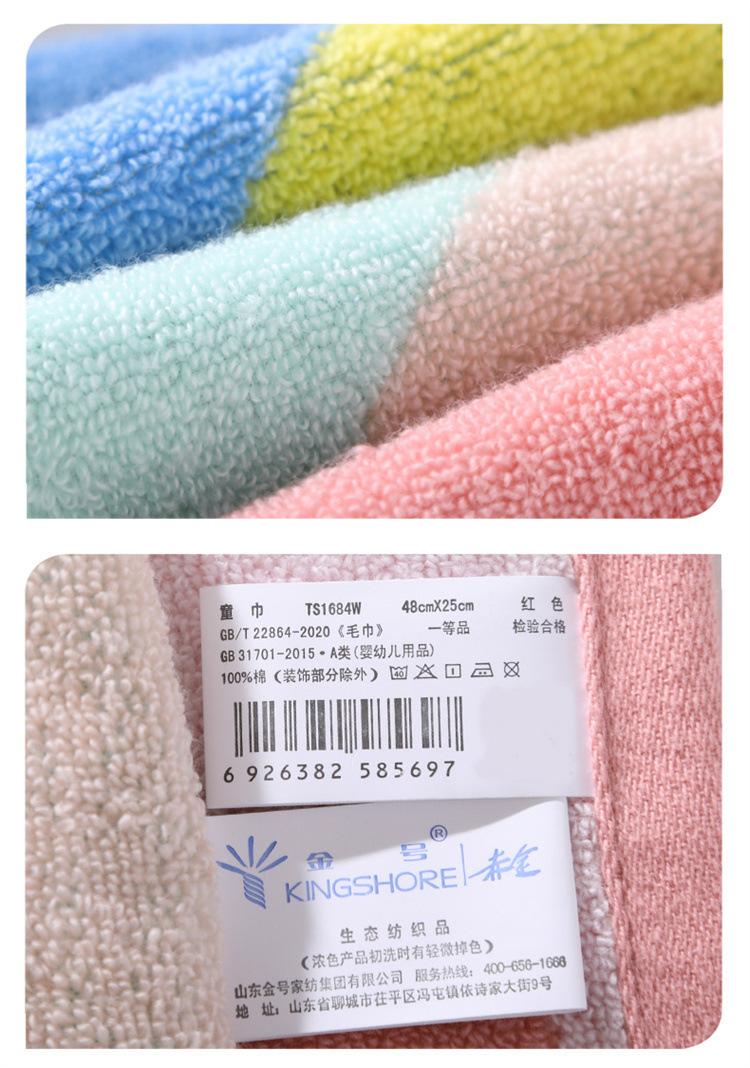 童 巾 TS1684W 48cmX25cm 红 色
GB/T 22864-2020《毛巾》 一等品 检验合格
GB 31701-2015·A类(婴幼儿用品)
100%棉(装饰部分除外) 40
6 926382 585697
金 号®
KINGSHORE 赤金
生态纺织品
(浓色产品初洗时有轻微掉色)
山东金号家纺集团有限公司 服务热线: 400-656-1666
地 址: 山东省聊城市茌平区冯屯镇依诗家大街9号